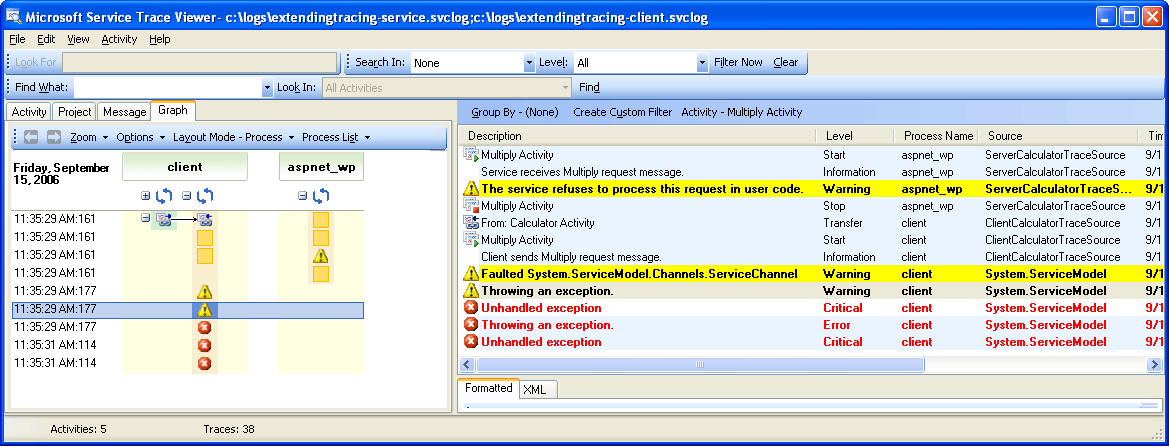 Microsoft Service Trace Viewer- c:\logs\extendingtracing-service.svclog;c:\logs\extendingtracing-client.svclog
File Edit View Activity Help
Look For Search In: None Level: All Filter Now Clear
Find What: Look In: All Activities Find
Activity Project Message Graph
Zoom Options Layout Mode - Process Process List
Friday, September 15, 2006 client aspnet_wp
11:35:29 AM:161
11:35:29 AM:161
11:35:29 AM:161
11:35:29 AM:161
11:35:29 AM:177
11:35:29 AM:177
11:35:29 AM:177
11:35:31 AM:114
11:35:31 AM:114
Group By - (None) Create Custom Filter Activity - Multiply Activity
Description Level Process Name Source Tim
Multiply Activity Start aspnet_wp ServerCalculatorTraceSource 9/1
Service receives Multiply request message. Information aspnet_wp ServerCalculatorTraceSource 9/1
The service refuses to process this request in user code. Warning aspnet_wp ServerCalculatorTraceS... 9/1
Multiply Activity Stop aspnet_wp ServerCalculatorTraceSource 9/1
From: Calculator Activity Transfer client ClientCalculatorTraceSource 9/1
Multiply Activity Start client ClientCalculatorTraceSource 9/1
Client sends Multiply request message. Information client ClientCalculatorTraceSource 9/1
Faulted System.ServiceModel.Channels.ServiceChannel Warning client System.ServiceModel 9/1
Throwing an exception. Warning client System.ServiceModel 9/1
Unhandled exception Critical client System.ServiceModel 9/1
Throwing an exception. Error client System.ServiceModel 9/1
Unhandled exception Critical client System.ServiceModel 9/1
Formatted XML
Activities: 5 Traces: 38